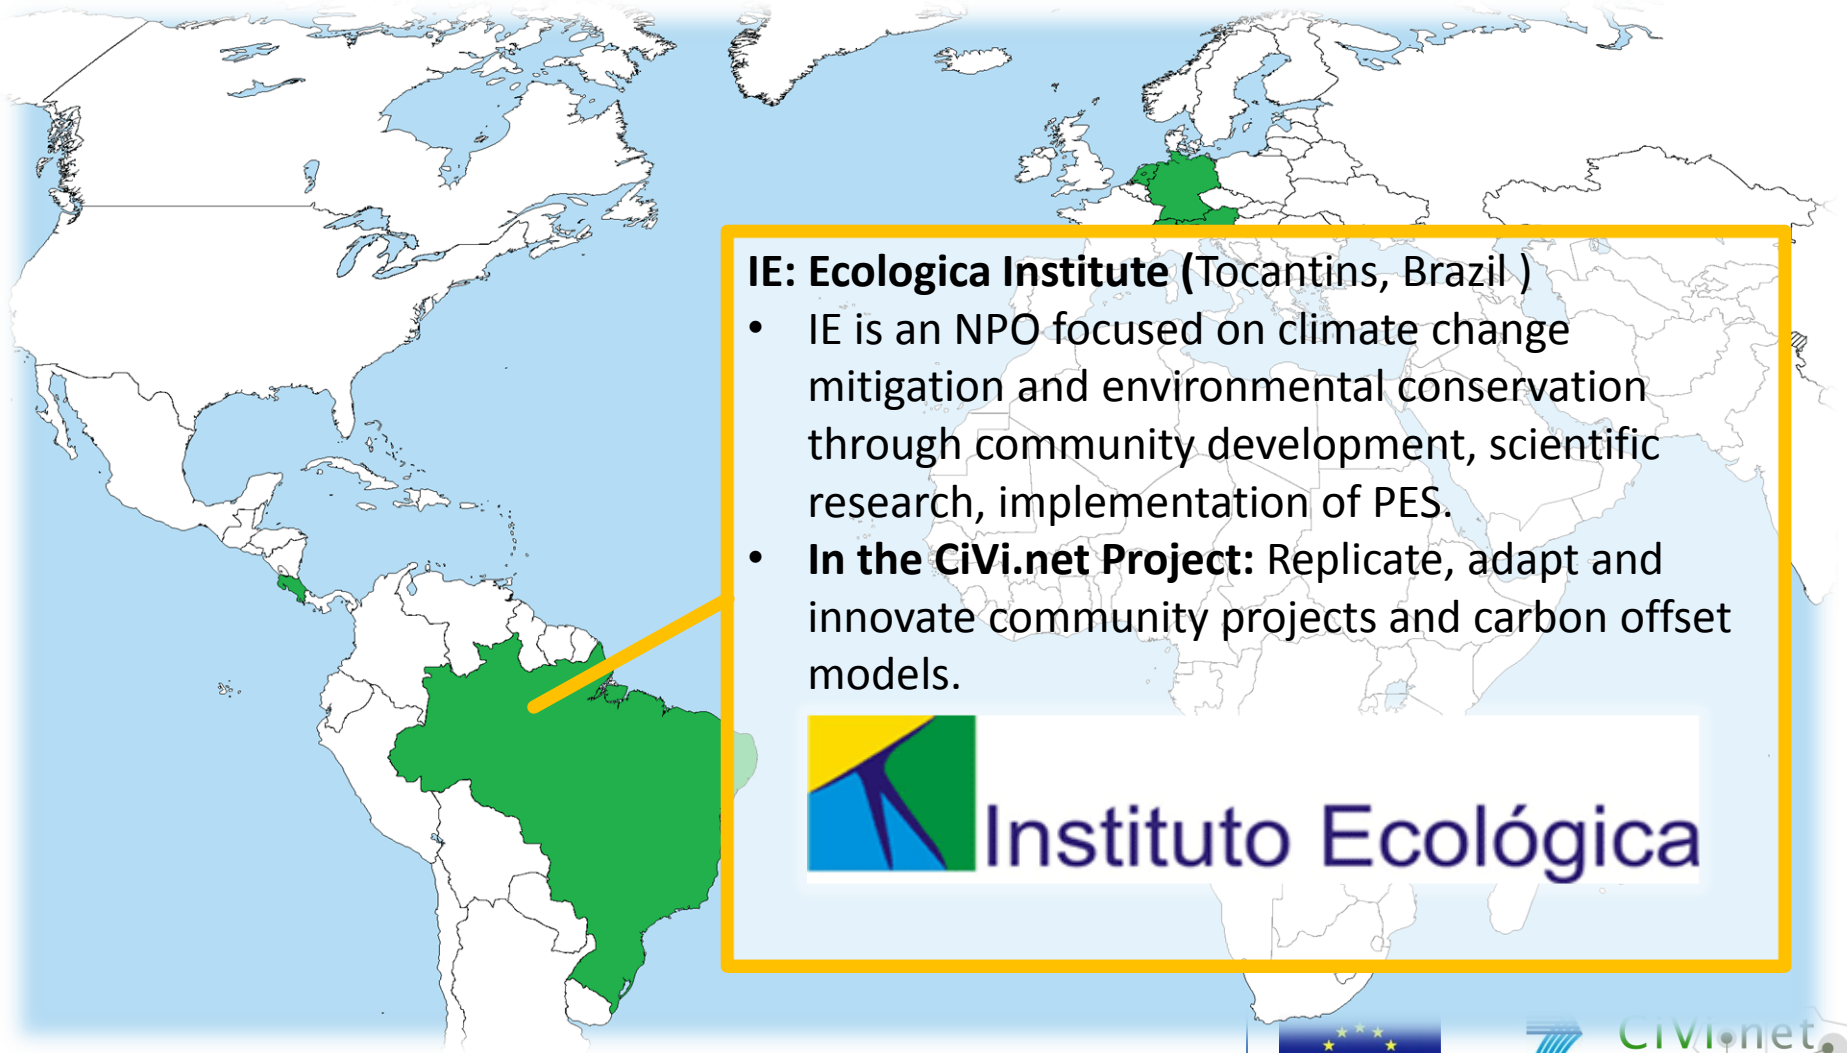 IE: Ecologica Institute (Tocantins, Brazil )
• IE is an NPO focused on climate change
mitigation and environmental conservation
through community development, scientific
research, implementation of PES.
• In the CiVi.net Project: Replicate, adapt and
innovate community projects and carbon offset
models.
Instituto Ecológica
CiVi.net